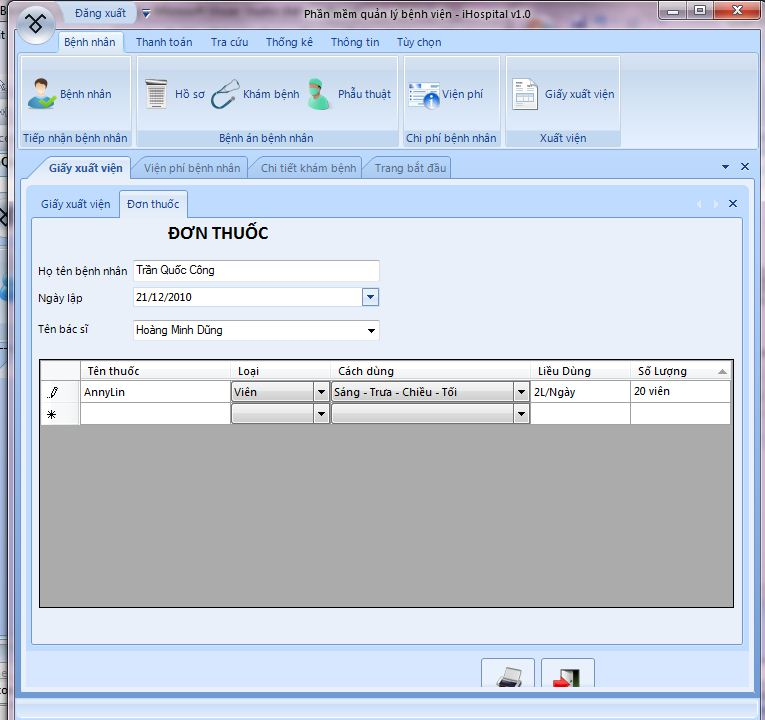 Đăng xuất
Phần mềm quản lý bệnh viện - iHospital v1.0
Bệnh nhân Thanh toán Tra cứu Thống kê Thông tin Tùy chọn
Bệnh nhân Hồ sơ Khám bệnh Phẫu thuật Viện phí Giấy xuất viện
Tiếp nhận bệnh nhân Bệnh án bệnh nhân Chi phí bệnh nhân Xuất viện
Giấy xuất viện Viện phí bệnh nhân Chi tiết khám bệnh Trang bắt đầu
Giấy xuất viện Đơn thuốc
ĐƠN THUỐC
Họ tên bệnh nhân Trần Quốc Công
Ngày lập 21/12/2010
Tên bác sĩ Hoàng Minh Dũng
Tên thuốc Loại Cách dùng Liều Dùng Số Lượng
AnnyLin Viên Sáng - Trưa - Chiều - Tối 2L/Ngày 20 viên